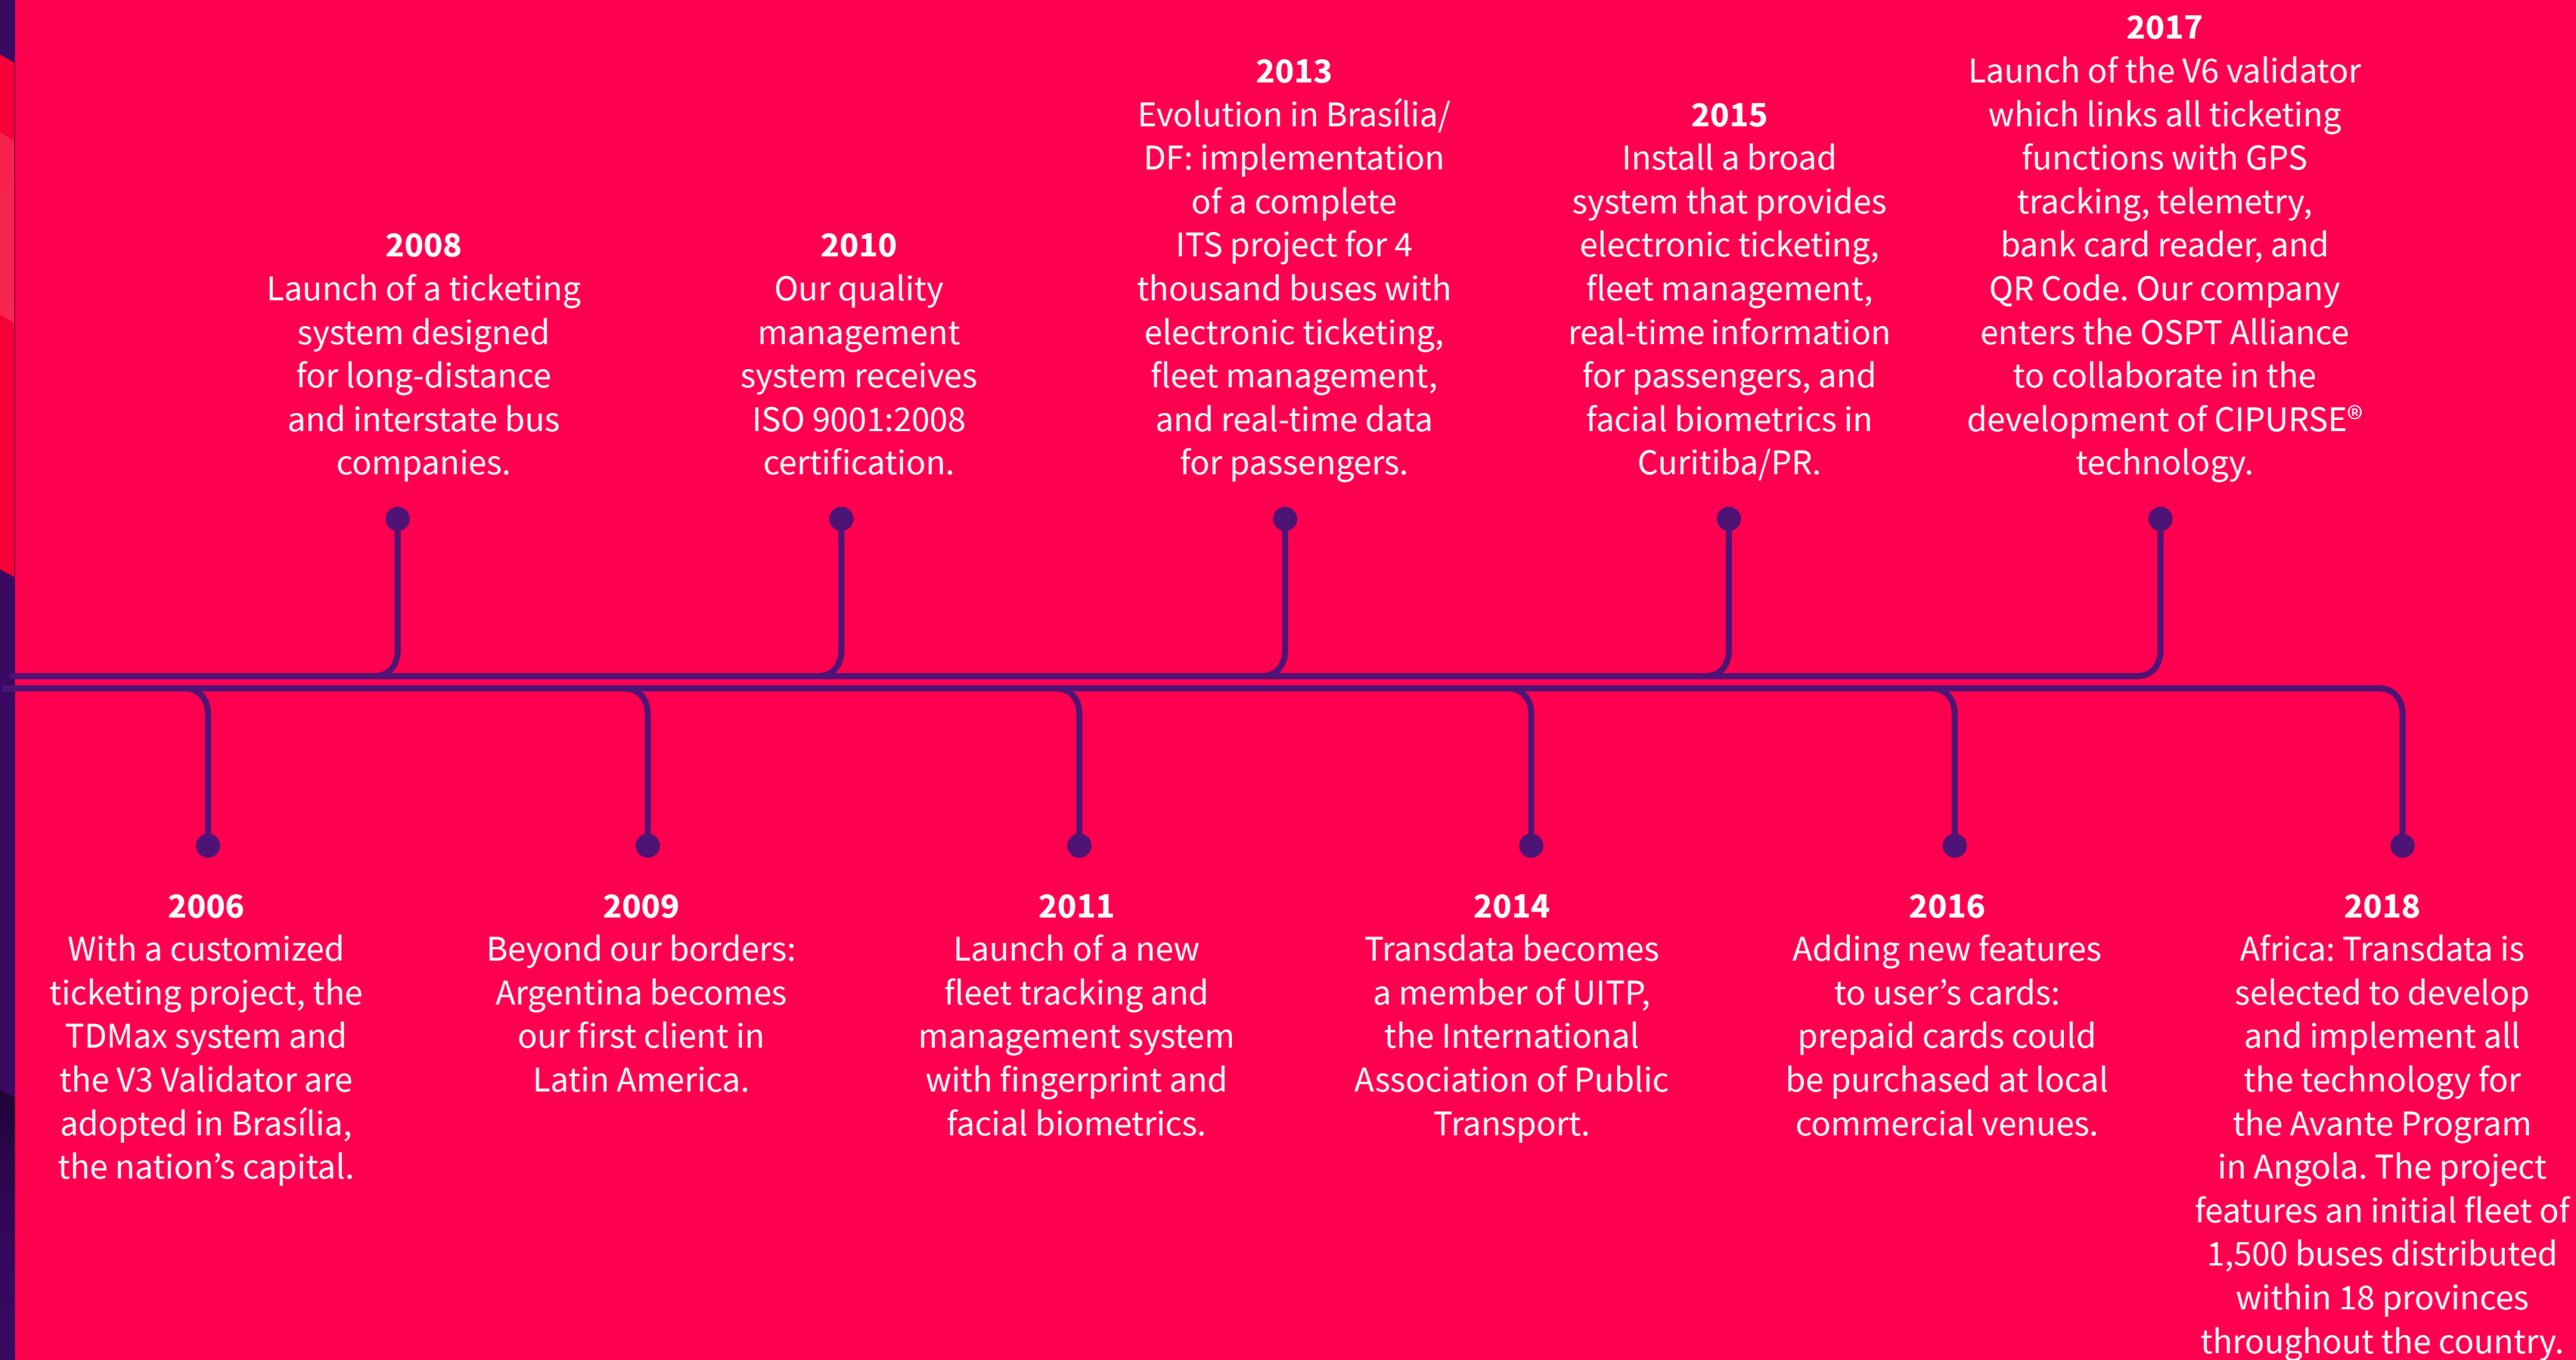 2008
Launch of a ticketing
system designed
for long-distance
and interstate bus
companies.
2010
Our quality
management
system receives
ISO 9001:2008
certification.
2013
Evolution in Brasília/
DF: implementation
of a complete
ITS project for 4
thousand buses with
electronic ticketing,
fleet management,
and real-time data
for passengers.
2015
Install a broad
system that provides
electronic ticketing,
fleet management,
real-time information
for passengers, and
facial biometrics in
Curitiba/PR.
2017
Launch of the V6 validator
which links all ticketing
functions with GPS
tracking, telemetry,
bank card reader, and
QR Code. Our company
enters the OSPT Alliance
to collaborate in the
development of CIPURSE®
technology.
2006
With a customized
ticketing project, the
TDMax system and
the V3 Validator are
adopted in Brasília,
the nation’s capital.
2009
Beyond our borders:
Argentina becomes
our first client in
Latin America.
2011
Launch of a new
fleet tracking and
management system
with fingerprint and
facial biometrics.
2014
Transdata becomes
a member of UITP,
the International
Association of Public
Transport.
2016
Adding new features
to user’s cards:
prepaid cards could
be purchased at local
commercial venues.
2018
Africa: Transdata is
selected to develop
and implement all
the technology for
the Avante Program
in Angola. The project
features an initial fleet of
1,500 buses distributed
within 18 provinces
throughout the country.